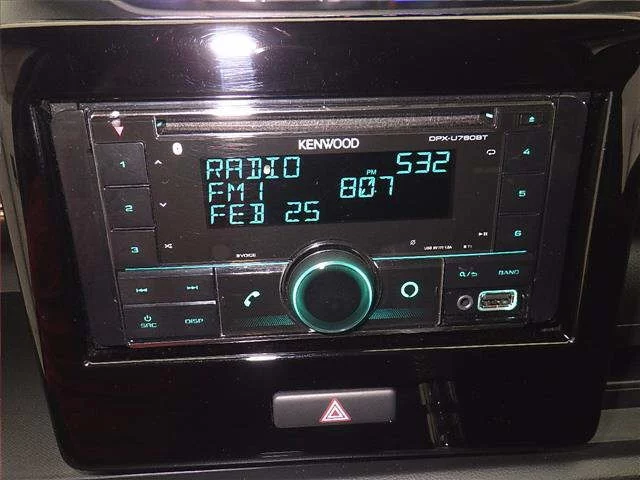 KENWOOD
DPX-U760BT
RADIO
PM
532
FM1
80.7
FEB 25
1
2
3
4
5
6
VOICE
SRC
DISP
BAND